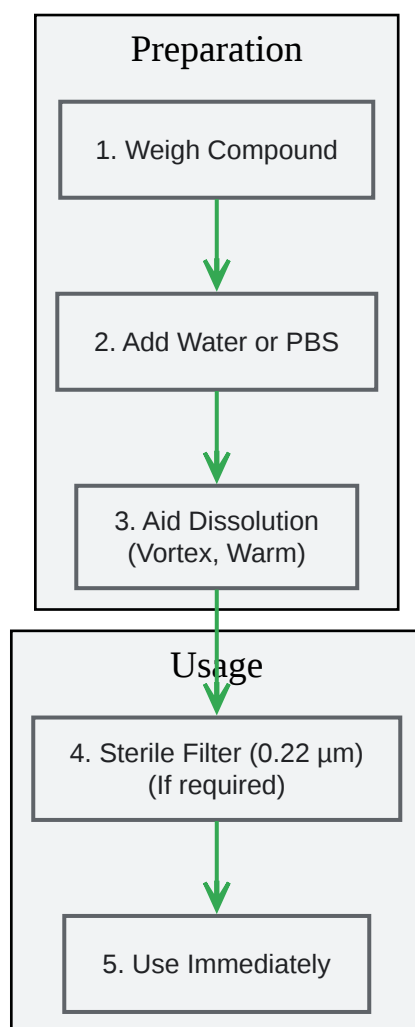 Preparation
1. Weigh Compound
2. Add Water or PBS
3. Aid Dissolution
(Vortex, Warm)
Usage
4. Sterile Filter (0.22 µm)
(If required)
5. Use Immediately